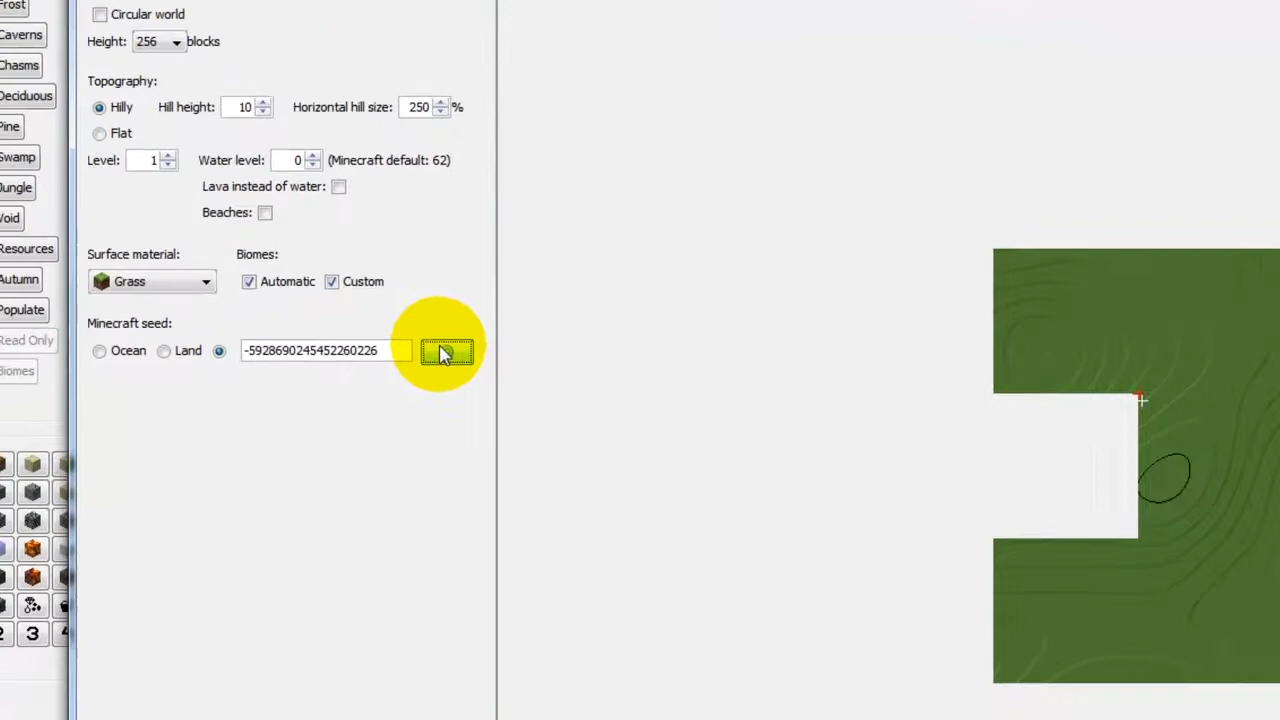 Frost
Circular world
Caverns
Height: 256 blocks
Chasms
Topography:
Deciduous
Hilly Hill height: 10 Horizontal hill size: 250 %
Pine
Flat
Swamp
Level: 1 Water level: 0 (Minecraft default: 62)
Jungle
Lava instead of water:
Void
Beaches:
Resources
Surface material: Biomes:
Autumn
Grass Automatic Custom
Populate
Minecraft seed:
Read Only
Ocean Land -5928690245452260226
Biomes
2 3 4